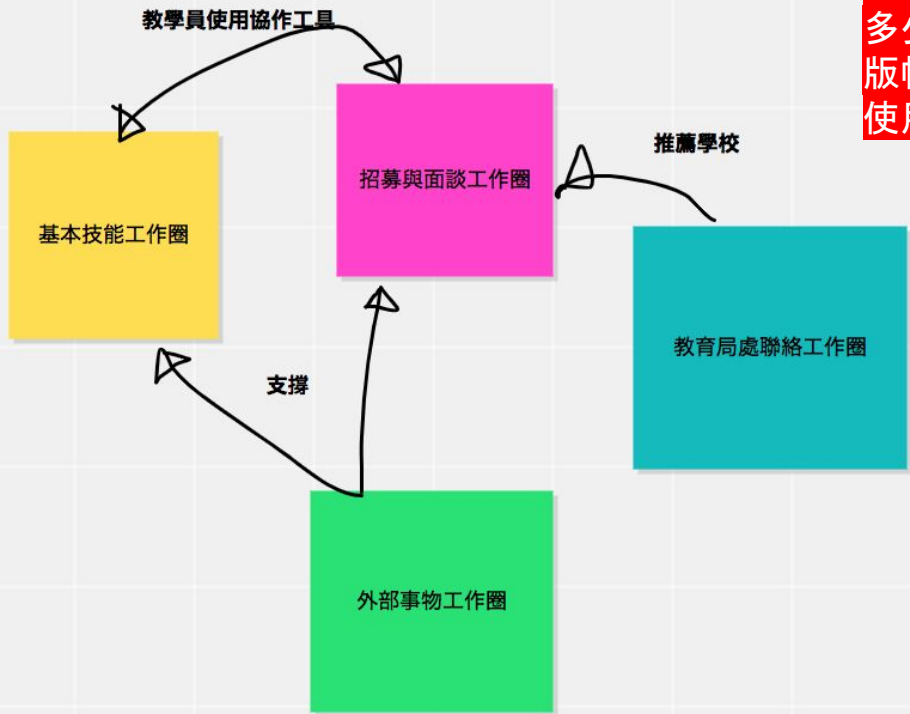 教學員使用協作工具
多
版
使
推薦學校
招募與面談工作圈
基本技能工作圈
教育局處聯絡工作圈
支撐
外部事物工作圈